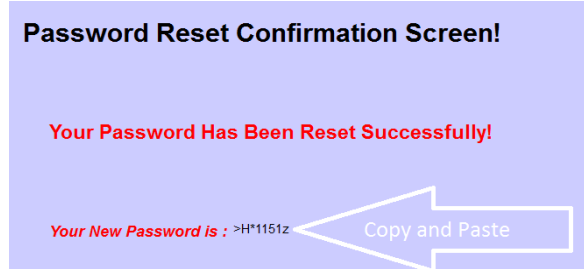 Password Reset Confirmation Screen!
Your Password Has Been Reset Successfully!
Your New Password is : >H*1151z Copy and Paste